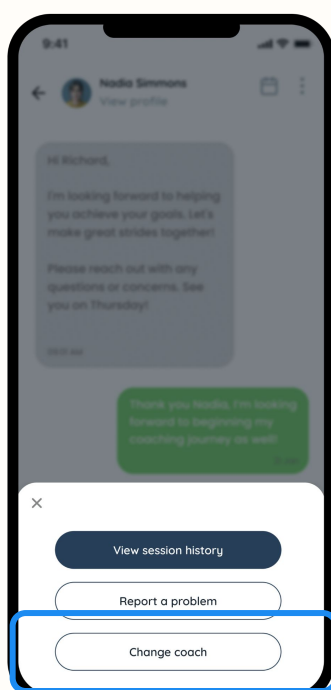 9:41
Nadia Simmons
View profile
Hi Richard,
I'm looking forward to helping
you achieve your goals. Let's
make great strides together!
Please reach out with any
questions or concerns. See
you on Thursday!
Thank you Nadia, I'm looking
forward to beginning my
coaching journey as well!
View session history
Report a problem
Change coach